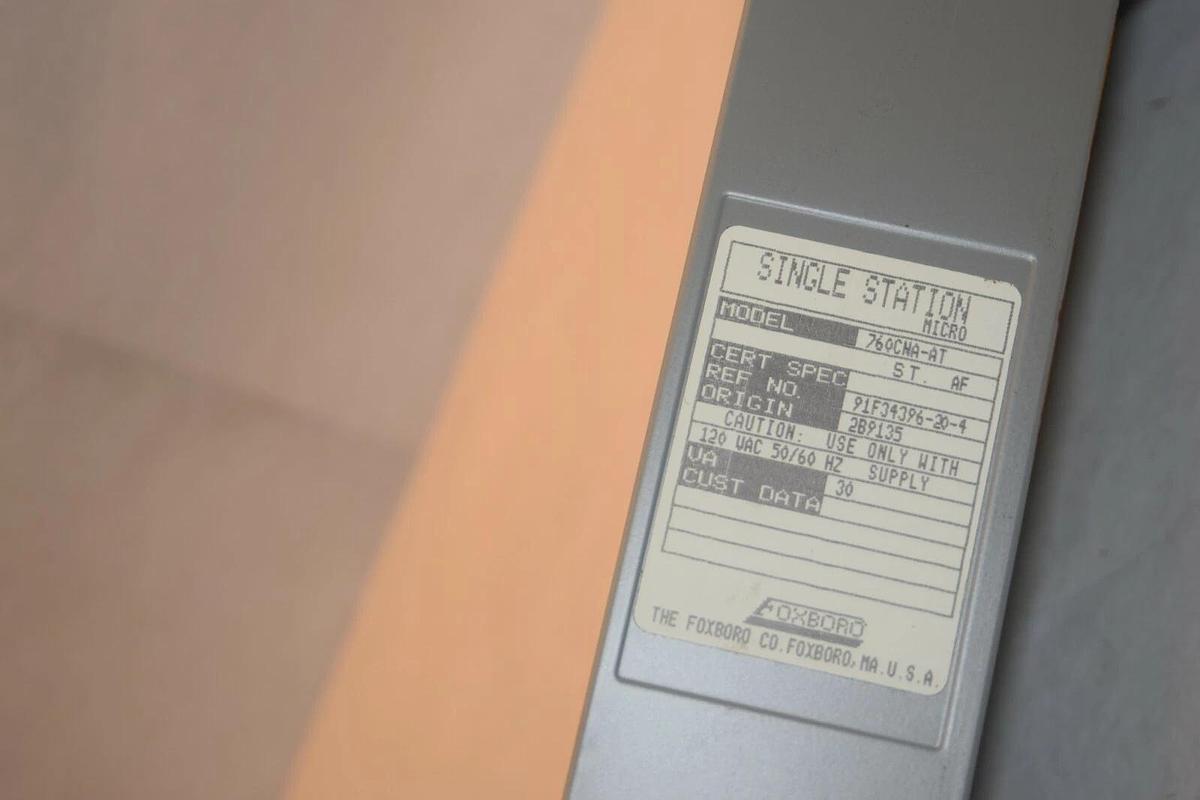 SINGLE STATION
MICRO
MODEL 760CNA-AT
ST. AF
CERT SPEC
REF NO. 91F34396-20-4
ORIGIN 2B9135
CAUTION: USE ONLY WITH
120 VAC 50/60 HZ SUPPLY
VA 30
CUST DATA
FOXBORO
THE FOXBORO CO. FOXBORO, MA. U.S.A.